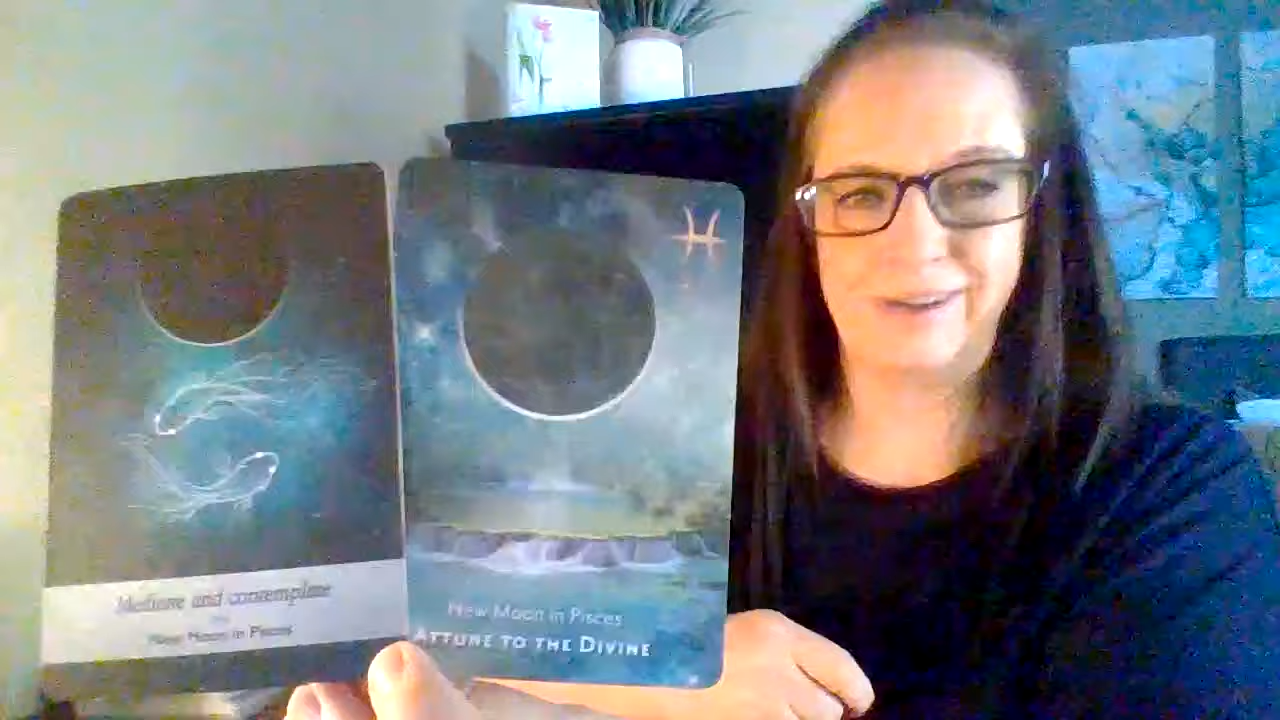 Meditate and contemplate
New Moon in Pisces
New Moon in Pisces
ATTUNE TO THE DIVINE